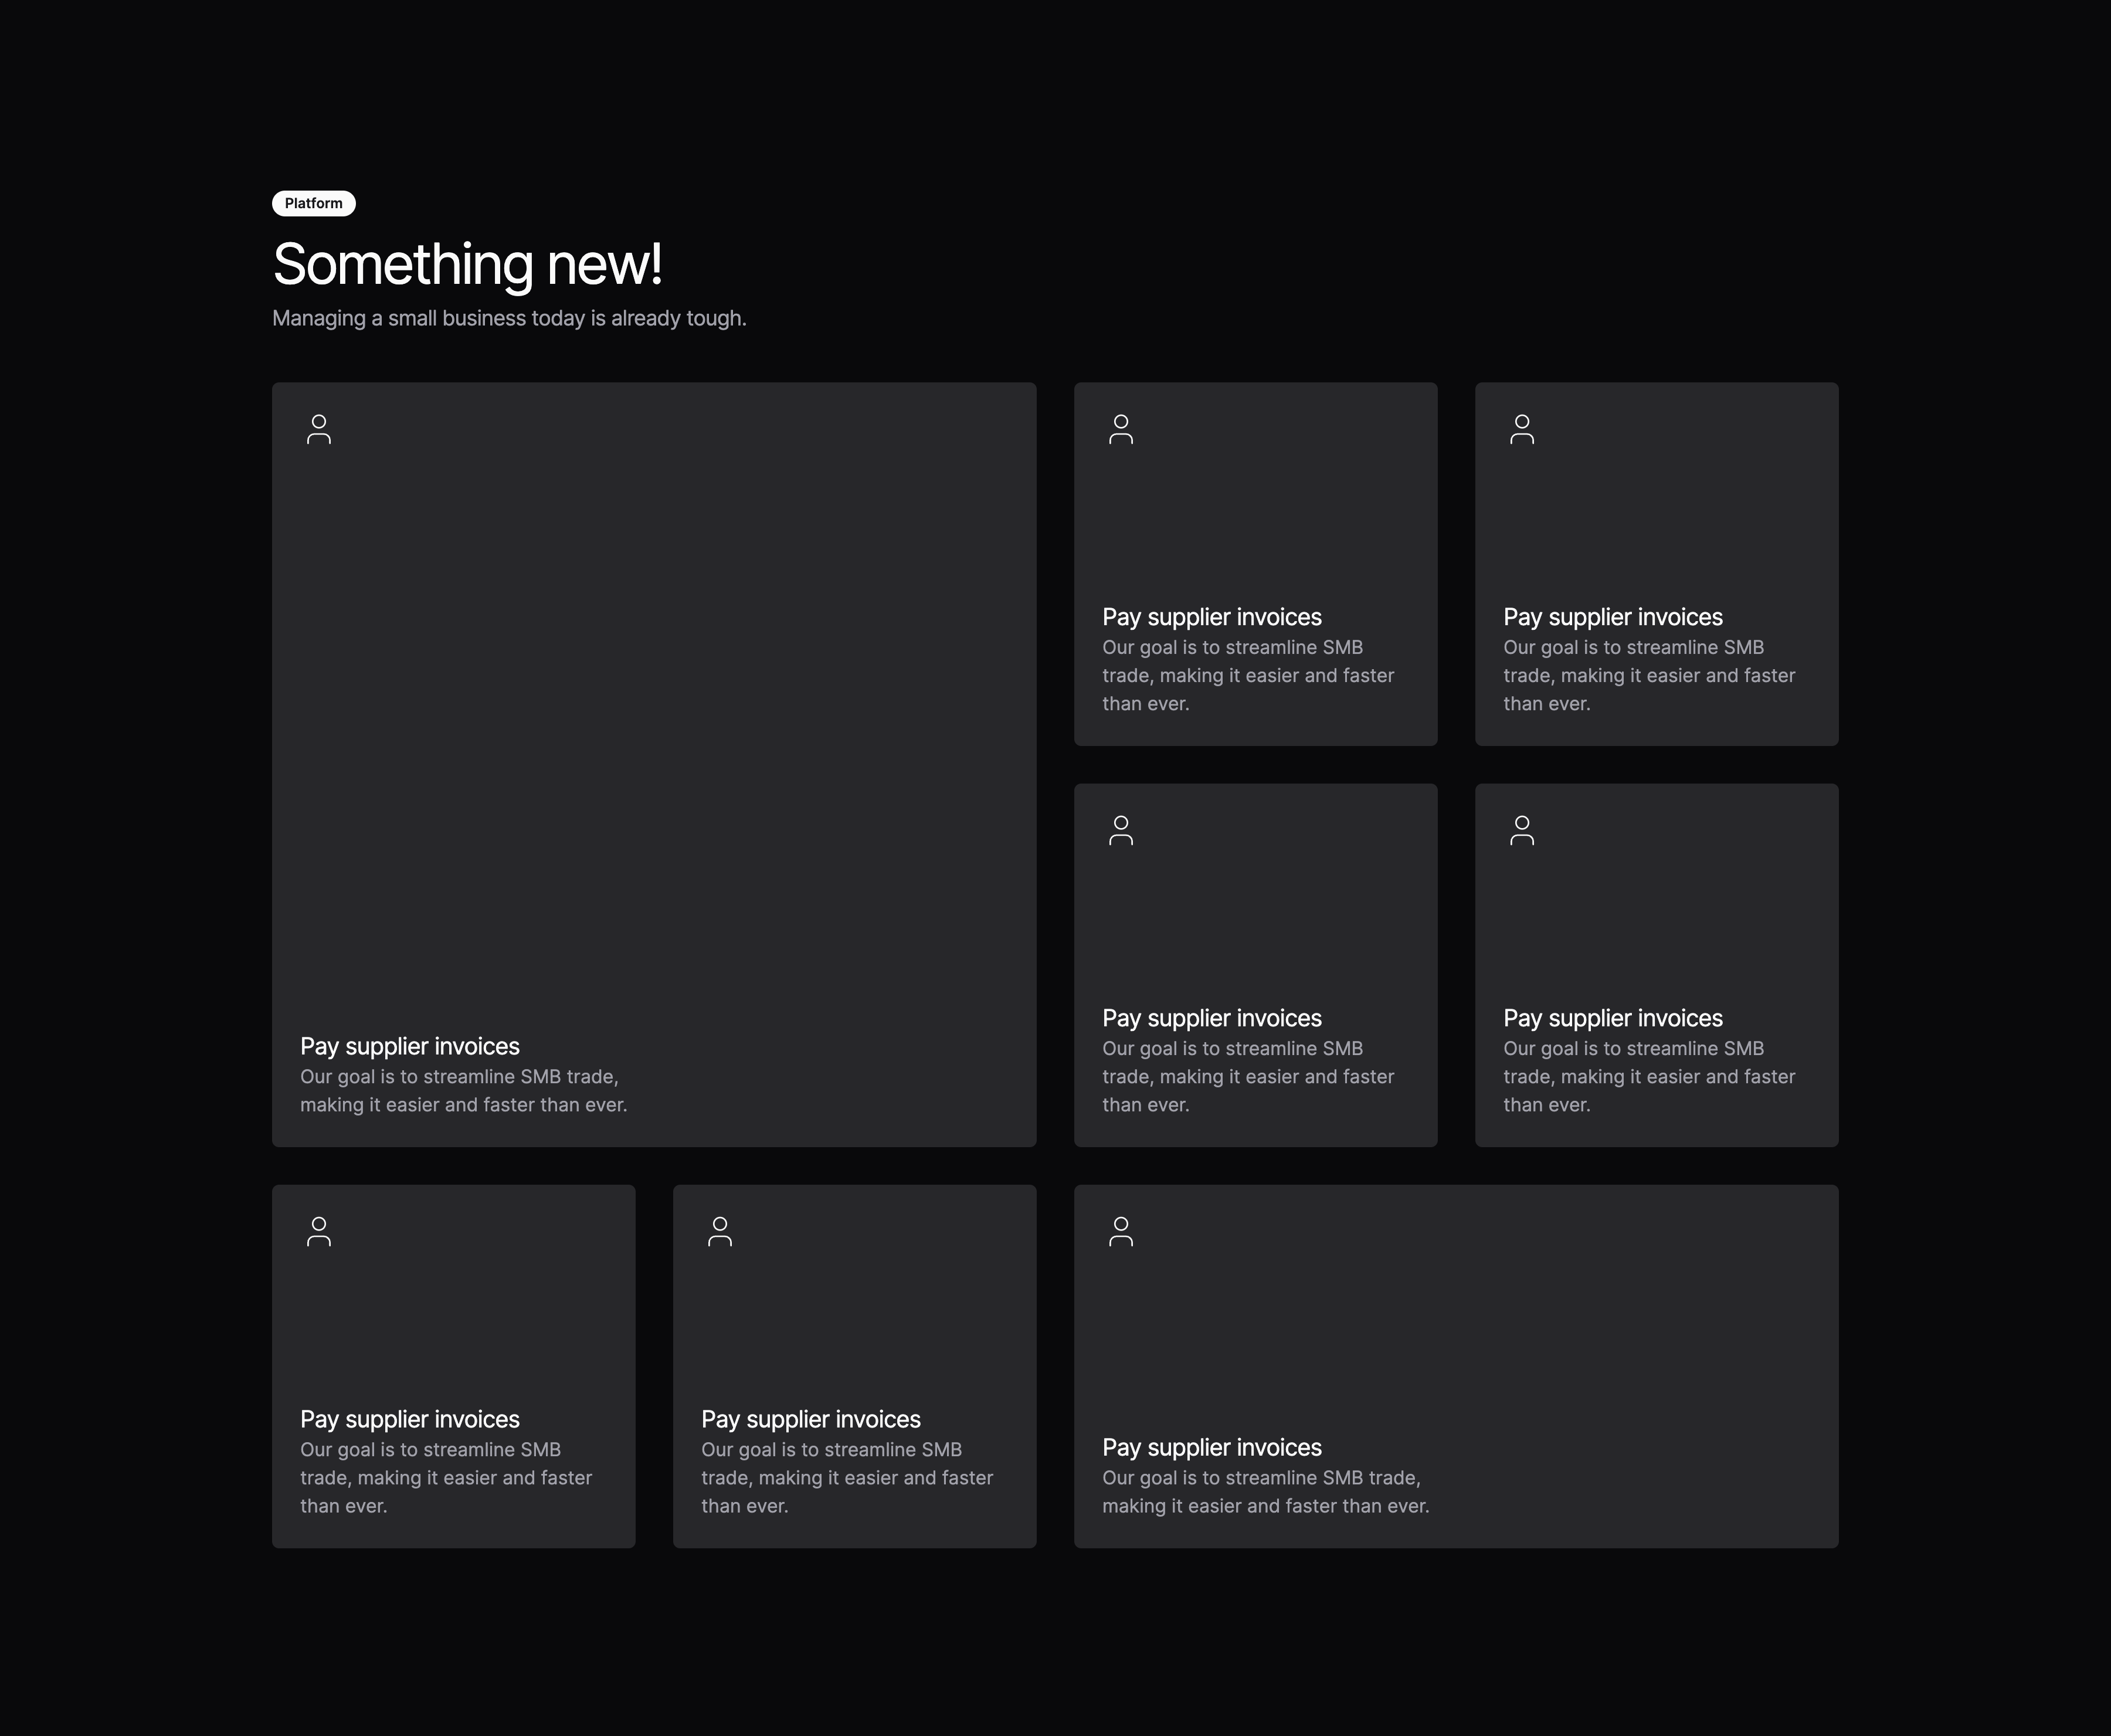 Platform
Something new!
Managing a small business today is already tough.
Pay supplier invoices
Our goal is to streamline SMB trade,
making it easier and faster than ever.
Pay supplier invoices
Our goal is to streamline SMB
trade, making it easier and faster
than ever.
Pay supplier invoices
Our goal is to streamline SMB
trade, making it easier and faster
than ever.
Pay supplier invoices
Our goal is to streamline SMB
trade, making it easier and faster
than ever.
Pay supplier invoices
Our goal is to streamline SMB
trade, making it easier and faster
than ever.
Pay supplier invoices
Our goal is to streamline SMB
trade, making it easier and faster
than ever.
Pay supplier invoices
Our goal is to streamline SMB
trade, making it easier and faster
than ever.
Pay supplier invoices
Our goal is to streamline SMB trade,
making it easier and faster than ever.